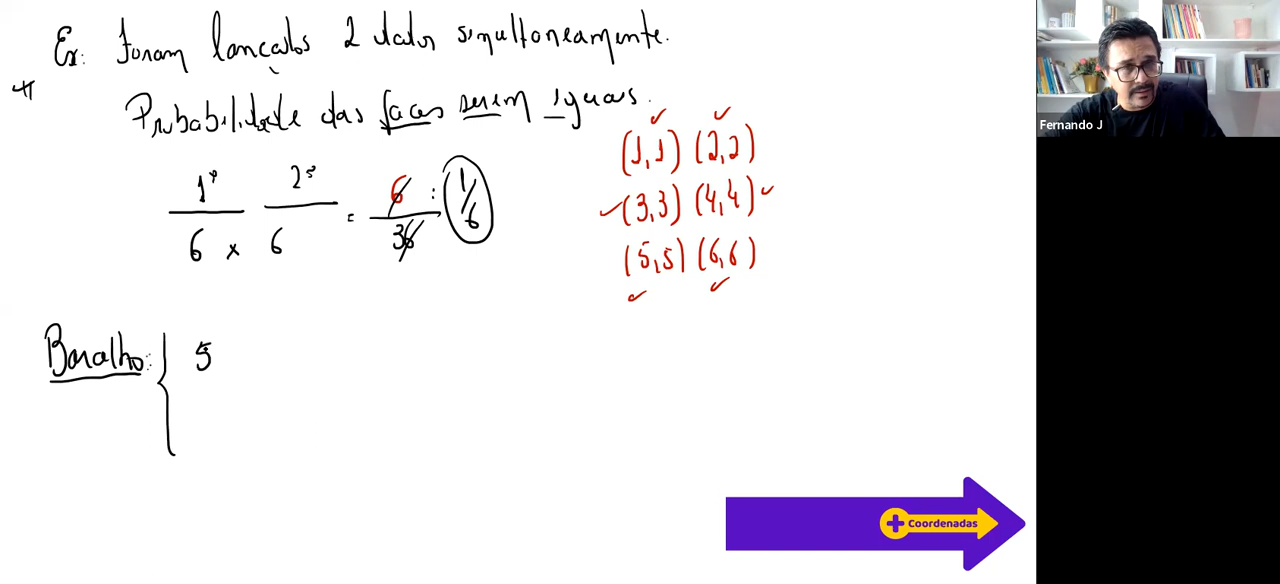 Ex: Foram lançados 2 dados simultaneamente.
Probabilidade das faces serem iguais.
1º 2º
6 x 6 = 6/36 : 1/6
(1,1) (2,2)
(3,3) (4,4)
(5,5) (6,6)
Baralho: { 5
Fernando J
+ Coordenadas